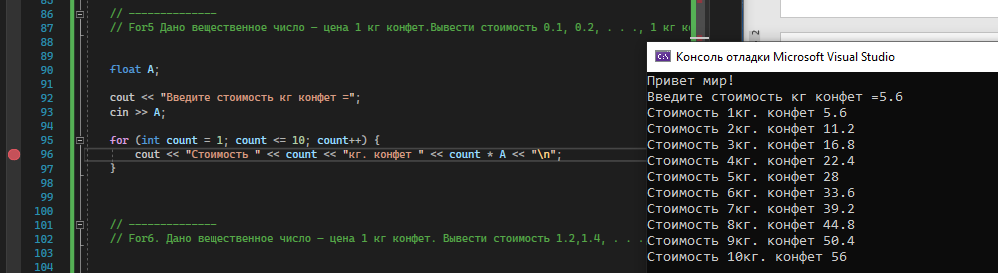 85
86 // --------------
87 // For5 Дано вещественное число — цена 1 кг конфет.Вывести стоимость 0.1, 0.2, . . ., 1 кг к
88
89
90 float A;
91
92 cout << "Введите стоимость кг конфет =";
93 cin >> A;
94
95 for (int count = 1; count <= 10; count++) {
96 cout << "Стоимость " << count << "кг. конфет " << count * A << "\n";
97 }
98
99
100
101 // --------------
102 // For6. Дано вещественное число — цена 1 кг конфет. Вывести стоимость 1.2,1.4, . . .
103
104
Консоль отладки Microsoft Visual Studio
Привет мир!
Введите стоимость кг конфет =5.6
Стоимость 1кг. конфет 5.6
Стоимость 2кг. конфет 11.2
Стоимость 3кг. конфет 16.8
Стоимость 4кг. конфет 22.4
Стоимость 5кг. конфет 28
Стоимость 6кг. конфет 33.6
Стоимость 7кг. конфет 39.2
Стоимость 8кг. конфет 44.8
Стоимость 9кг. конфет 50.4
Стоимость 10кг. конфет 56